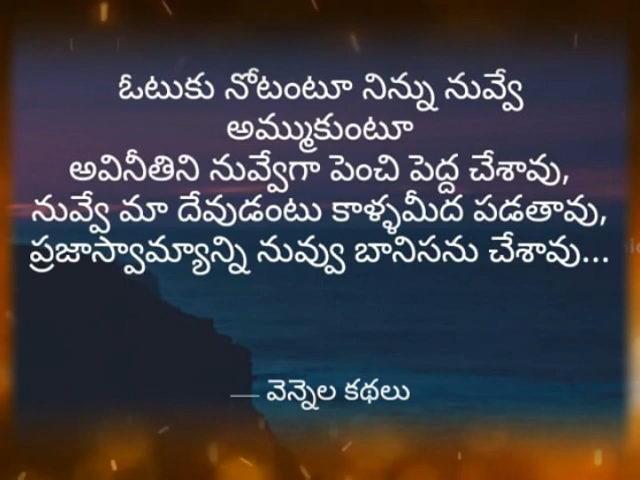 ఓటుకు నోటంటూ నిన్ను నువ్వే
అమ్ముకుంటూ
అవినీతిని నువ్వేగా పెంచి పెద్ద చేశావు,
నువ్వే మా దేవుడంటు కాళ్ళమీద పడతావు,
ప్రజాస్వామ్యాన్ని నువ్వు బానిసను చేశావు...
— వెన్నెల కథలు